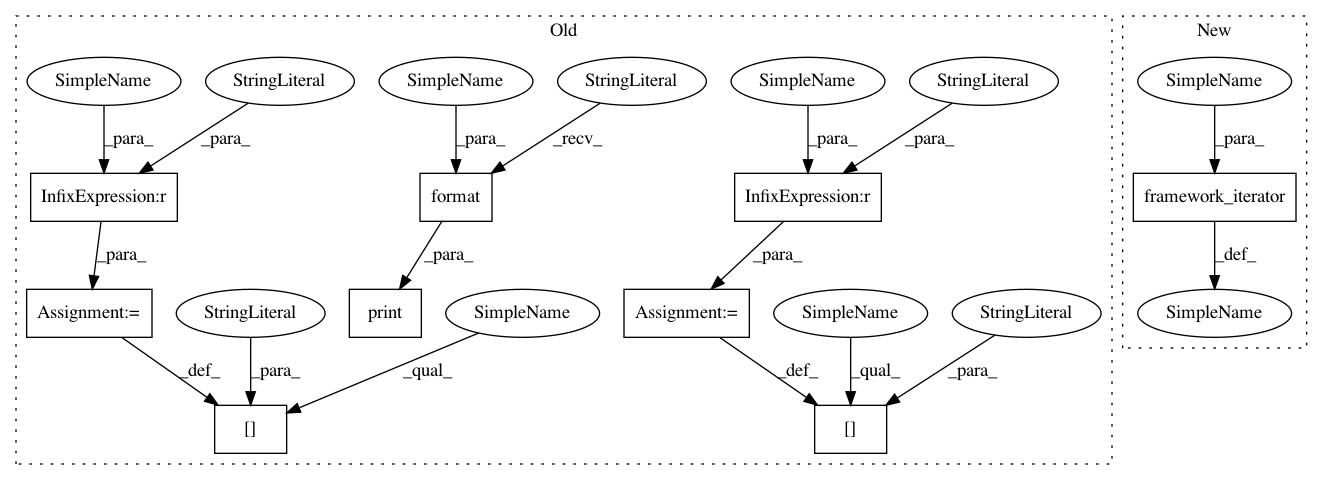 Old
New
SimpleName
StringLiteral
SimpleName
StringLiteral
SimpleName
StringLiteral
SimpleName
_para_
_para_
_para_
_recv_
_para_
_para_
_para_
InfixExpression:r
format
InfixExpression:r
framework_iterator
_para_
_para_
_para_
_def_
Assignment:=
StringLiteral
print
SimpleName
Assignment:=
SimpleName
StringLiteral
SimpleName
_def_
_para_
_qual_
_def_
_qual_
_para_
[]
[]